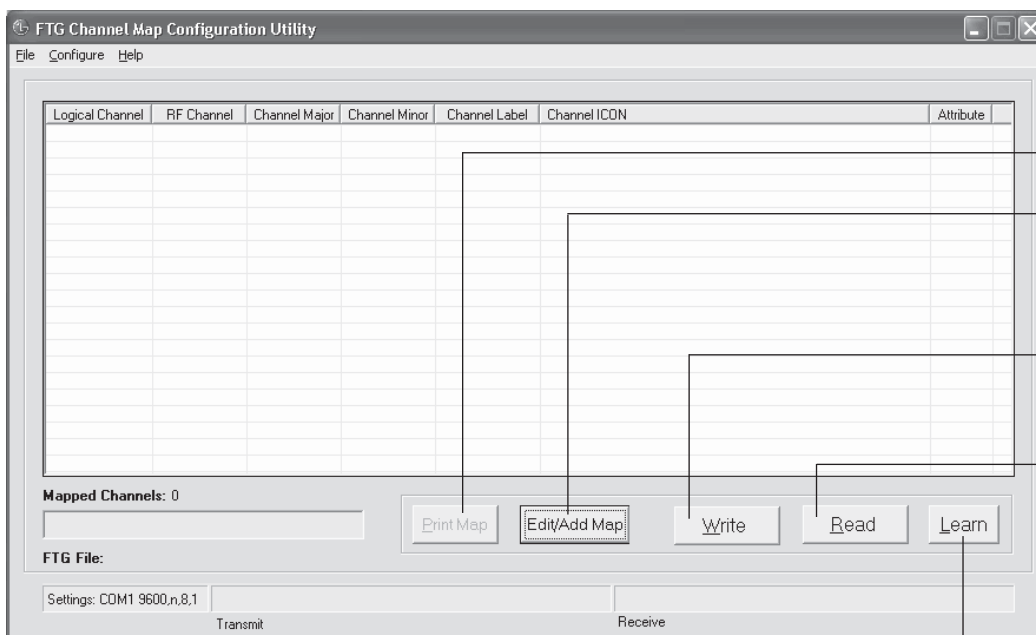 FTG Channel Map Configuration Utility
File Configure Help
Logical Channel RF Channel Channel Major Channel Minor Channel Label Channel ICON Attribute
Mapped Channels: 0
Print Map Edit/Add Map Write Read Learn
FTG File:
Settings: COM1 9600,n,8,1
Transmit Receive